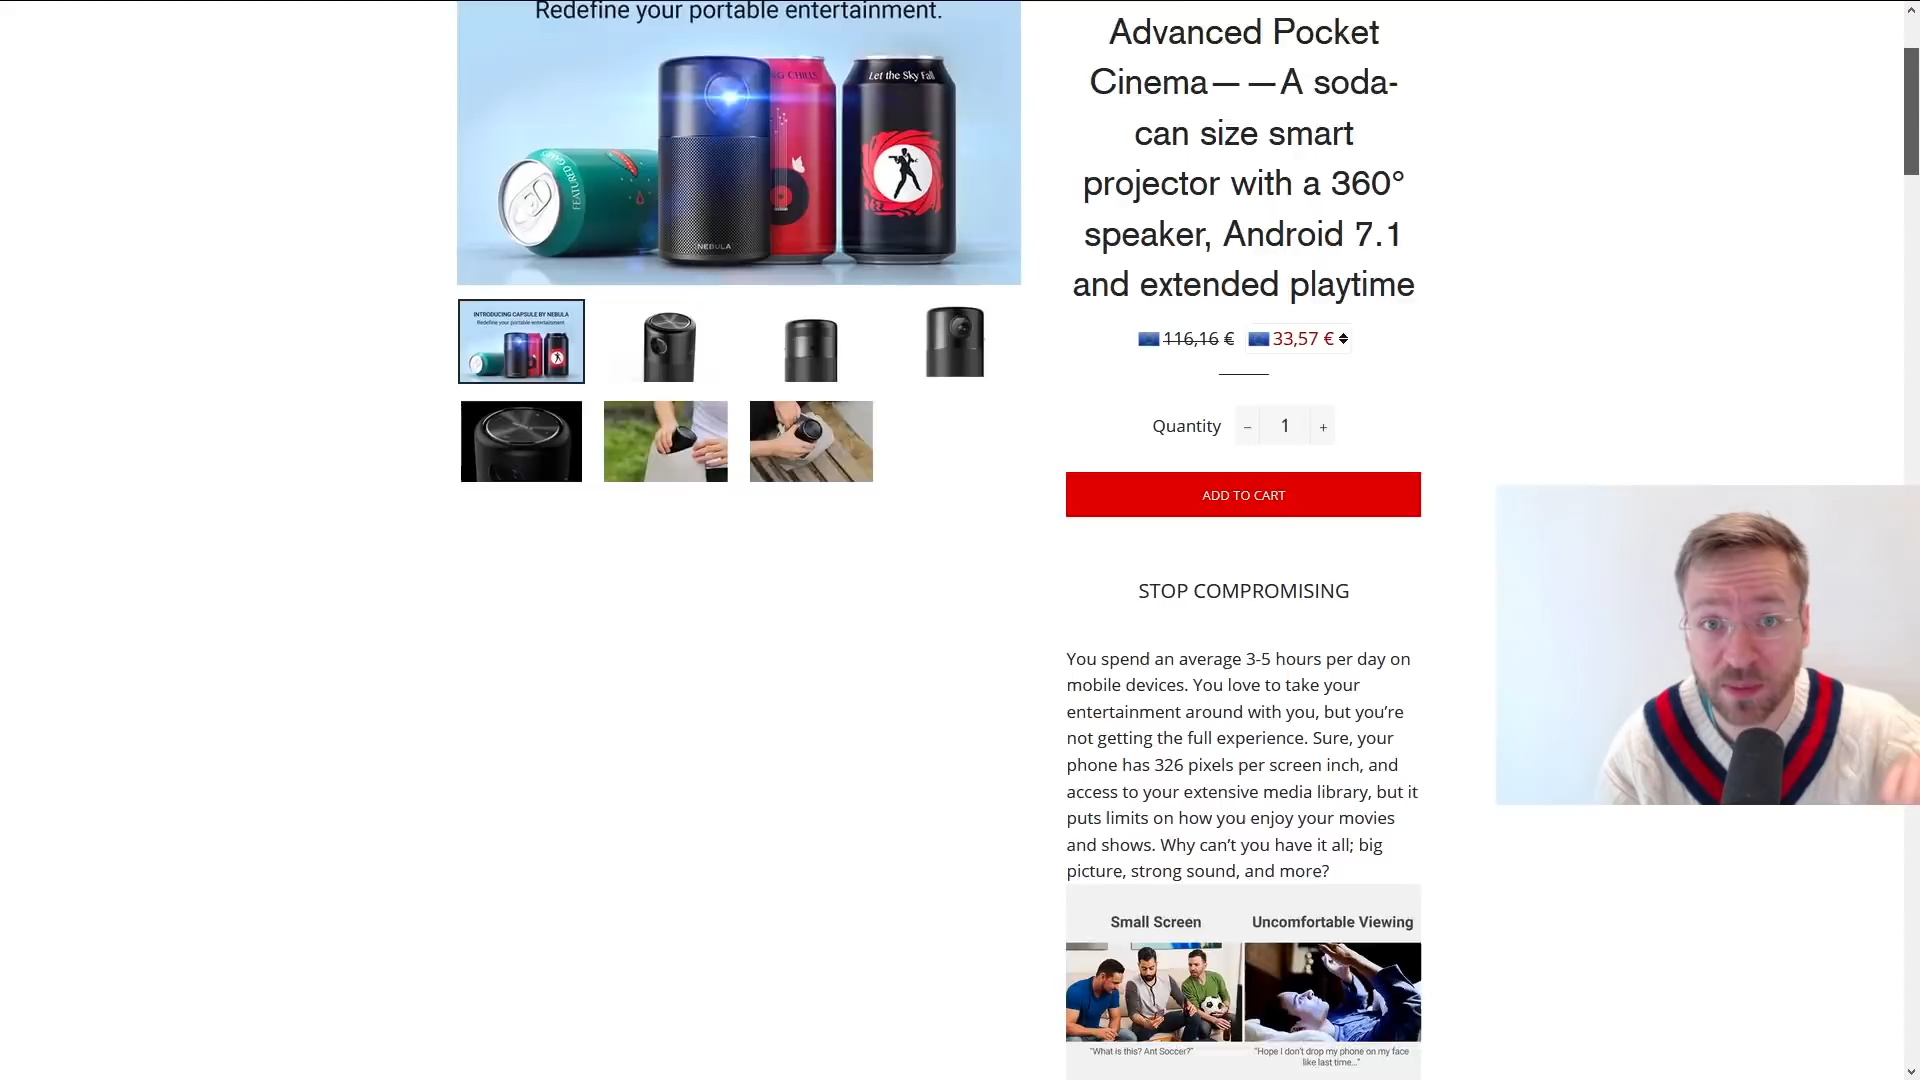 Redefine your portable entertainment.
FEATURED GAMES
NG CHILLS
Let the Sky Fall
NEBULA
INTRODUCING CAPSULE BY NEBULA
Redefine your portable entertainment
Advanced Pocket
Cinema——A soda-
can size smart
projector with a 360°
speaker, Android 7.1
and extended playtime
116,16 € 33,57 €
Quantity − 1 +
ADD TO CART
STOP COMPROMISING
You spend an average 3-5 hours per day on
mobile devices. You love to take your
entertainment around with you, but you’re
not getting the full experience. Sure, your
phone has 326 pixels per screen inch, and
access to your extensive media library, but it
puts limits on how you enjoy your movies
and shows. Why can’t you have it all; big
picture, strong sound, and more?
Small Screen Uncomfortable Viewing
"What is this? Ant Soccer?"
"Hope I don't drop my phone on my face
like last time..."